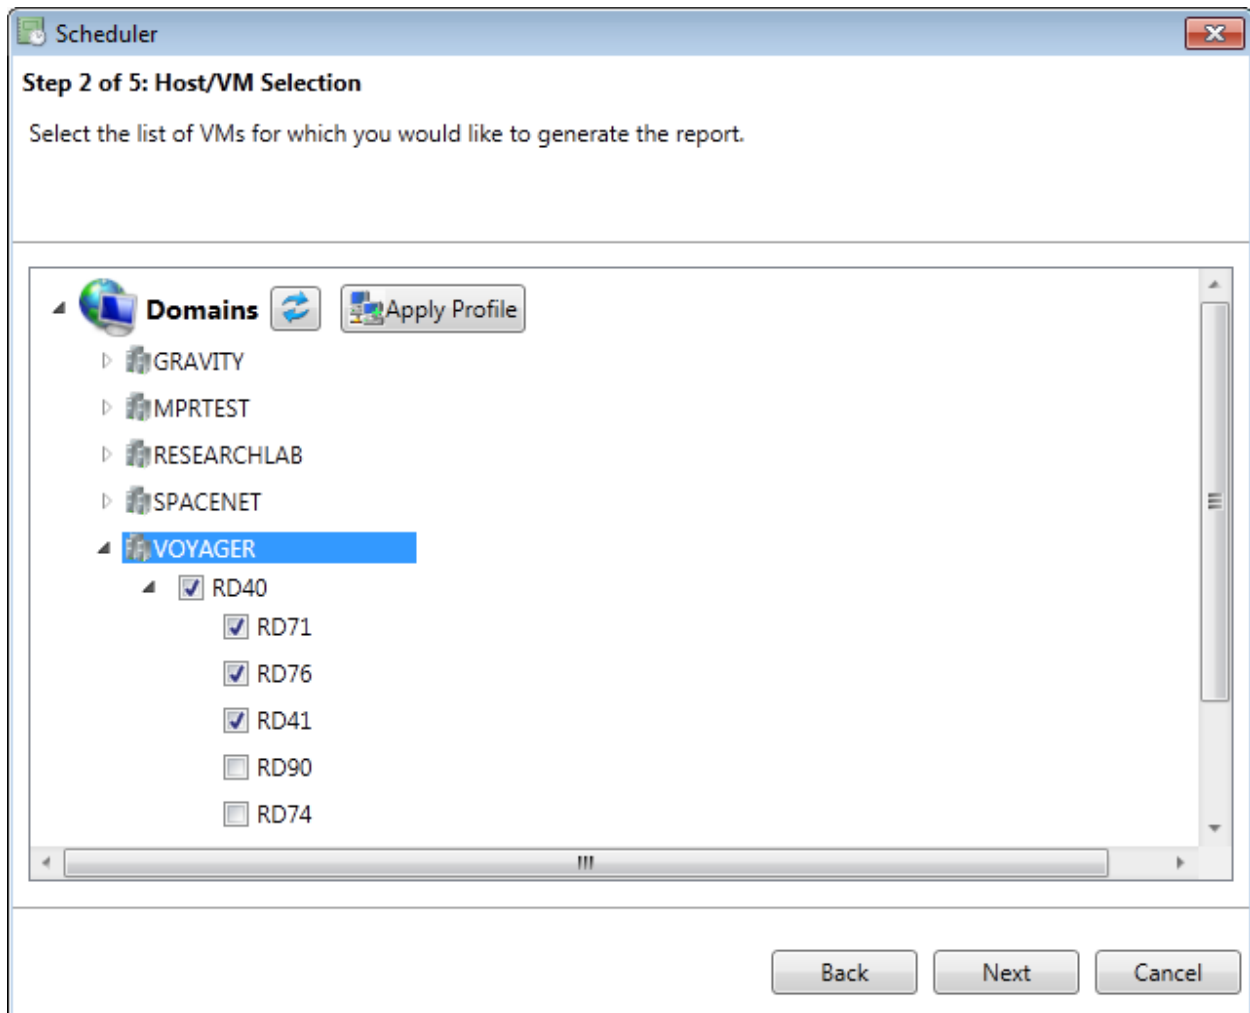 Scheduler
Step 2 of 5: Host/VM Selection
Select the list of VMs for which you would like to generate the report.
Domains Apply Profile
GRAVITY
MPRTEST
RESEARCHLAB
SPACENET
VOYAGER
RD40
RD71
RD76
RD41
RD90
RD74
Back Next Cancel